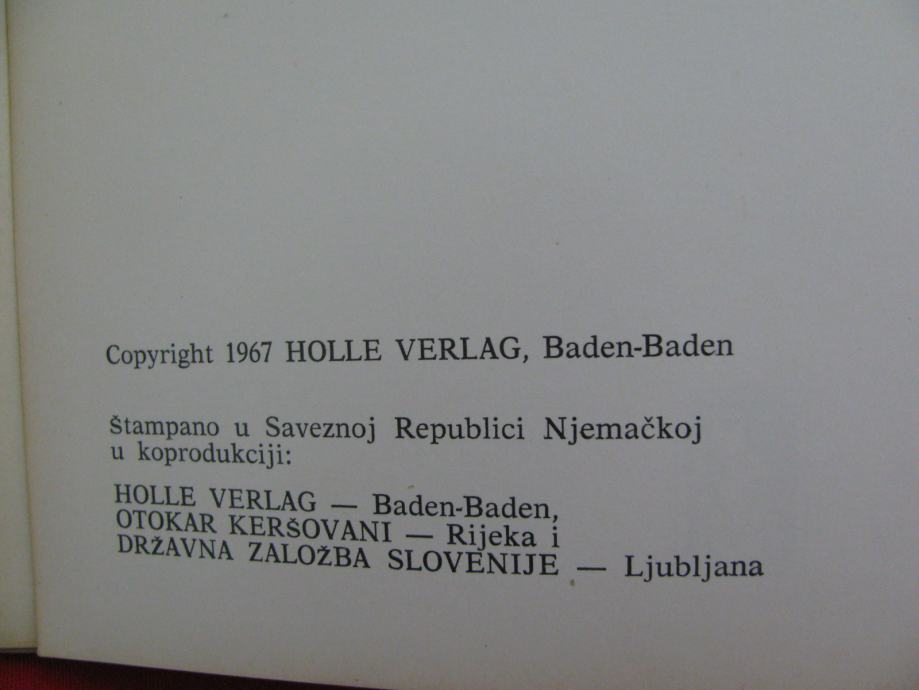 Copyright 1967 HOLLE VERLAG, Baden-Baden
Štampano u Saveznoj Republici Njemačkoj
u koprodukciji:
HOLLE VERLAG — Baden-Baden,
OTOKAR KERŠOVANI — Rijeka i
DRŽAVNA ZALOŽBA SLOVENIJE — Ljubljana